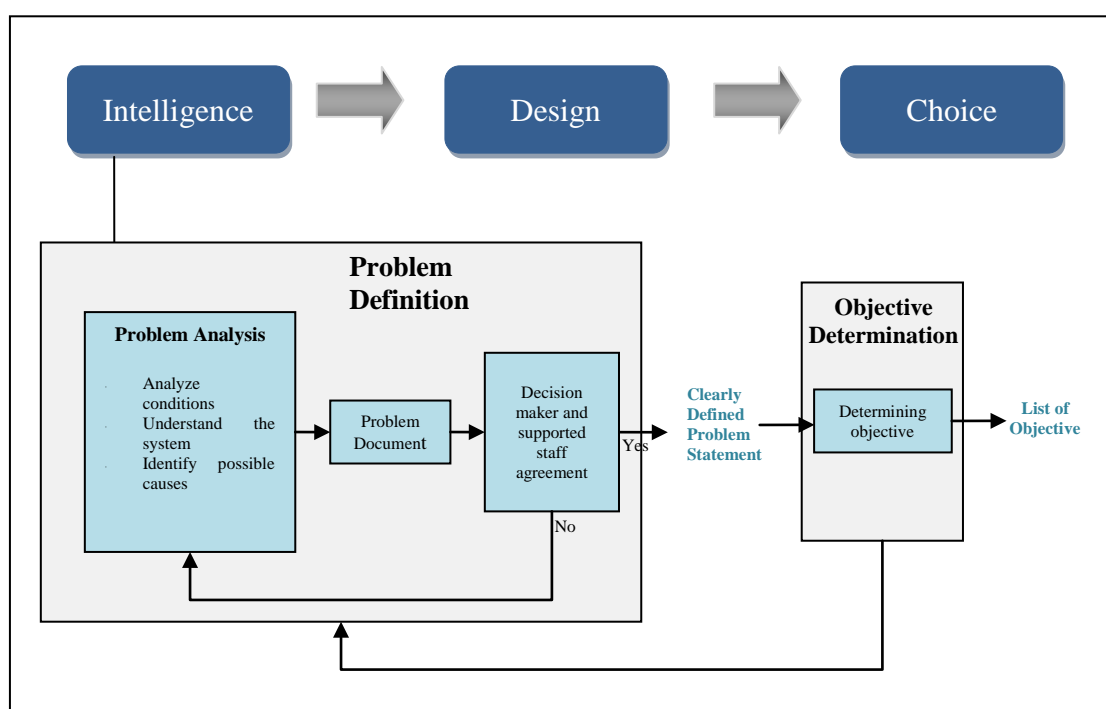 Intelligence
Design
Choice
Problem
Definition
Problem Analysis
Analyze
conditions
Understand the
system
Identify possible
causes
Problem
Document
Decision
maker and
supported
staff
agreement
Yes
No
Clearly
Defined
Problem
Statement
Objective
Determination
Determining
objective
List of
Objective